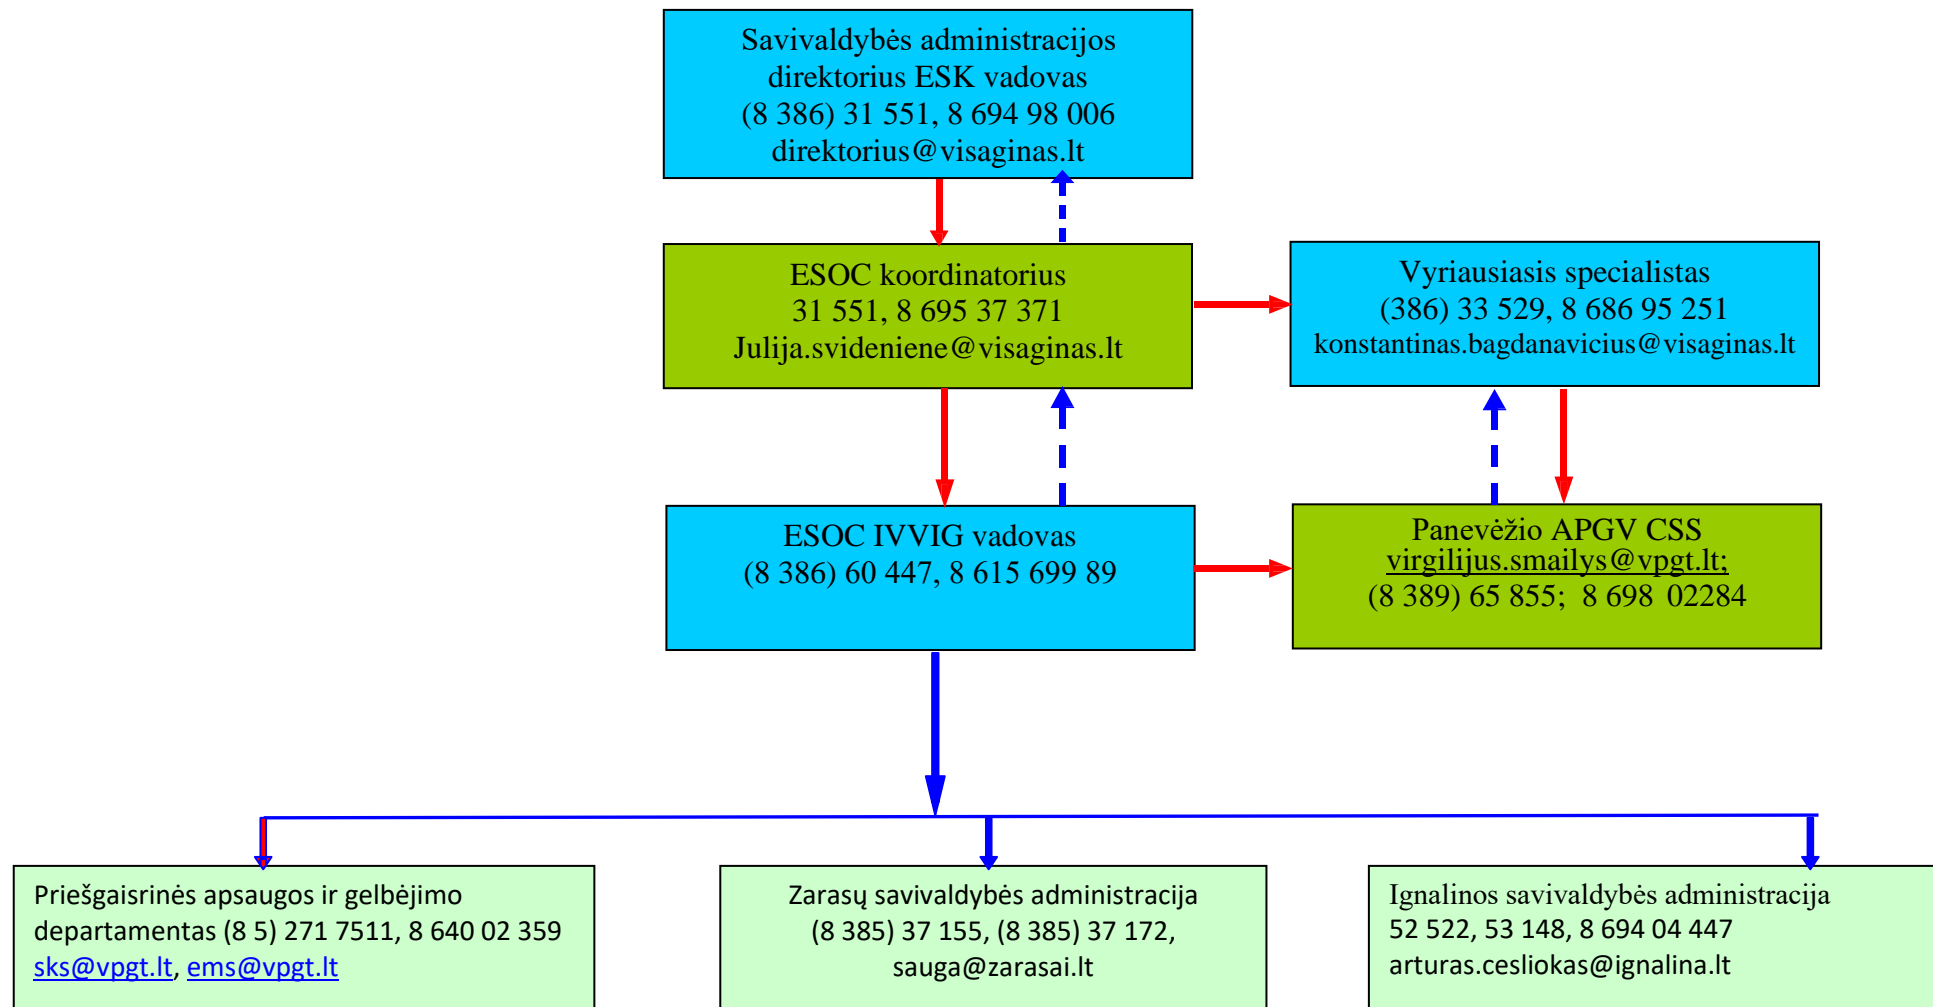 Savivaldybės administracijos
direktorius ESK vadovas
(8 386) 31 551, 8 694 98 006
direktorius@visaginas.lt
ESOC koordinatorius
31 551, 8 695 37 371
Julija.svideniene@visaginas.lt
Vyriausiasis specialistas
(386) 33 529, 8 686 95 251
konstantinas.bagdanavicius@visaginas.lt
ESOC IVVIG vadovas
(8 386) 60 447, 8 615 699 89
Panevėžio APGV CSS
virgilijus.smailys@vpgt.lt;
(8 389) 65 855; 8 698 02284
Priešgaisrinės apsaugos ir gelbėjimo
departamentas (8 5) 271 7511, 8 640 02 359
sks@vpgt.lt, ems@vpgt.lt
Zarasų savivaldybės administracija
(8 385) 37 155, (8 385) 37 172,
sauga@zarasai.lt
Ignalinos savivaldybės administracija
52 522, 53 148, 8 694 04 447
arturas.cesliokas@ignalina.lt